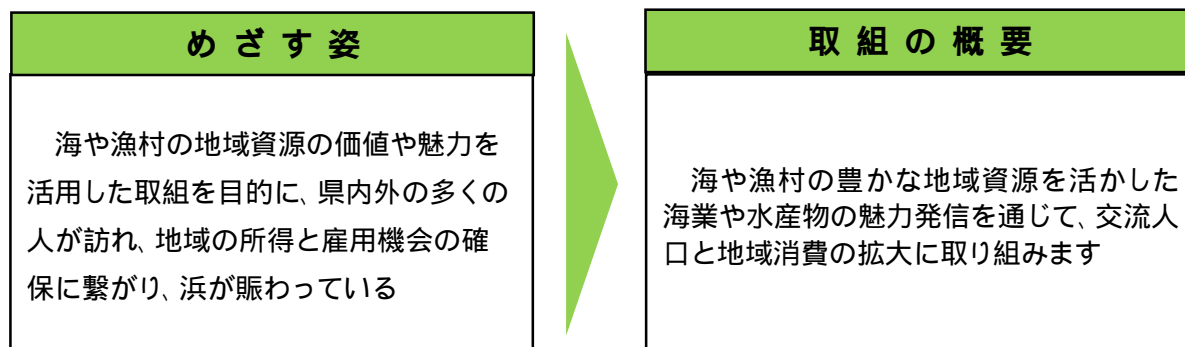 めざす姿
海や漁村の地域資源の価値や魅力を
活用した取組を目的に、県内外の多くの
人が訪れ、地域の所得と雇用機会の確
保に繋がり、浜が賑わっている
取組の概要
海や漁村の豊かな地域資源を活かした
海業や水産物の魅力発信を通じて、交流人
口と地域消費の拡大に取り組みます